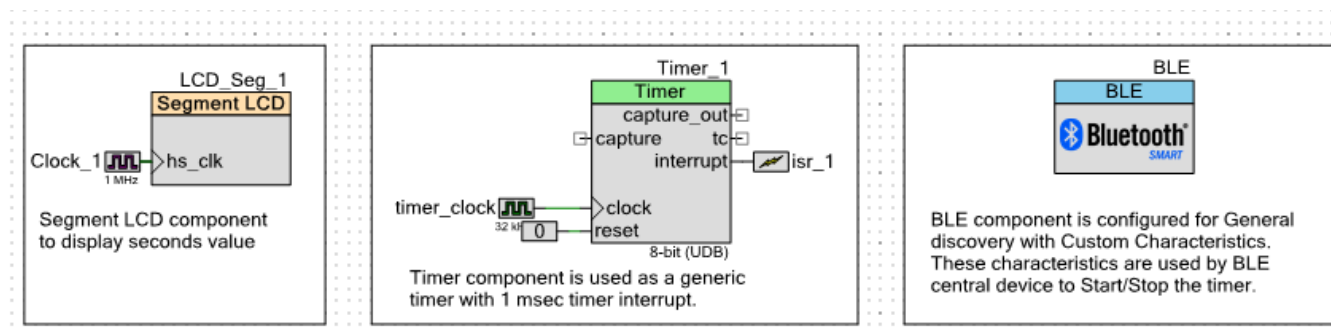 LCD_Seg_1
Segment LCD
Clock_1
hs_clk
1 MHz
Segment LCD component
to display seconds value
Timer_1
Timer
capture_out
capture tc
interrupt isr_1
timer_clock clock
32 kH
0 reset
8-bit (UDB)
Timer component is used as a generic
timer with 1 msec timer interrupt.
BLE
BLE
Bluetooth
SMART
BLE component is configured for General
discovery with Custom Characteristics.
These characteristics are used by BLE
central device to Start/Stop the timer.